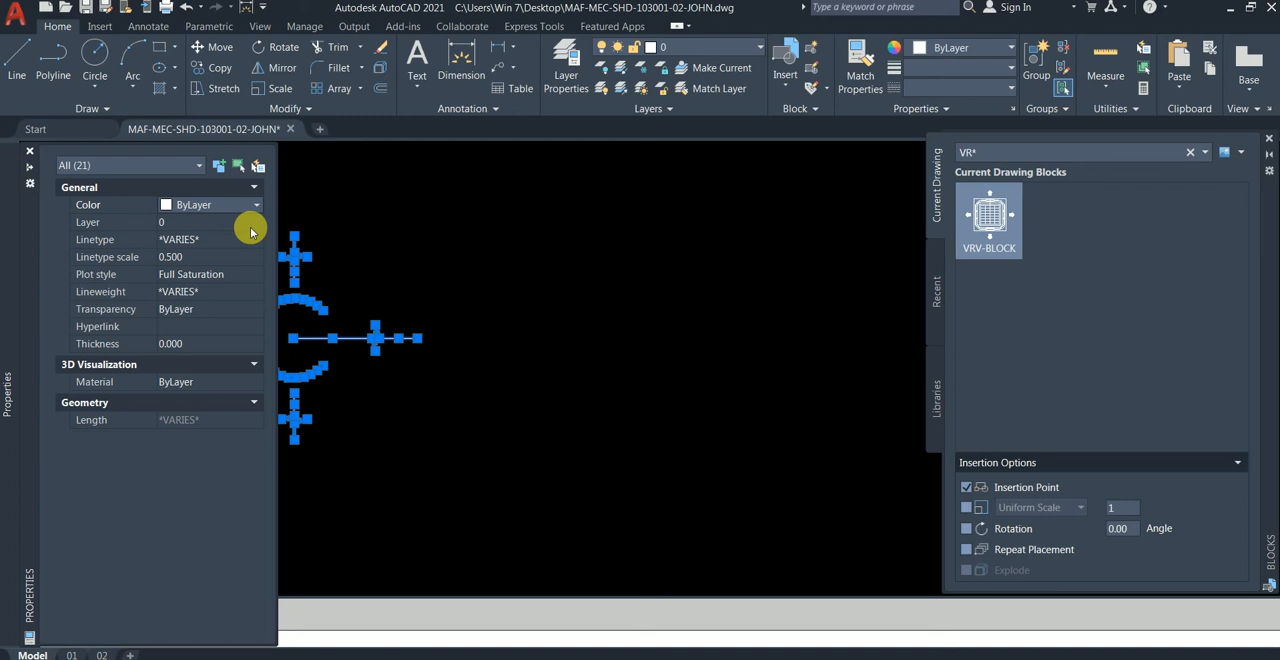 Autodesk AutoCAD 2021 C:\Users\Win 7\Desktop\MAF-MEC-SHD-103001-02-JOHN.dwg
Type a keyword or phrase
Sign In
Home Insert Annotate Parametric View Manage Output Add-ins Collaborate Express Tools Featured Apps
Line Polyline Circle Arc
Move Rotate Trim
Copy Mirror Fillet
Stretch Scale Array
Text Dimension Table
Layer Properties
0
Make Current
Match Layer
Insert
Match Properties
ByLayer
Group
Measure
Paste
Base
Draw Modify Annotation Layers Block Properties Groups Utilities Clipboard View
Start MAF-MEC-SHD-103001-02-JOHN*
All (21)
General
Color ByLayer
Layer 0
Linetype *VARIES*
Linetype scale 0.500
Plot style Full Saturation
Lineweight *VARIES*
Transparency ByLayer
Hyperlink
Thickness 0.000
3D Visualization
Material ByLayer
Geometry
Length *VARIES*
Properties
PROPERTIES
VR*
Current Drawing Blocks
VRV-BLOCK
Current Drawing
Recent
Libraries
Insertion Options
Insertion Point
Uniform Scale 1
Rotation 0.00 Angle
Repeat Placement
Explode
BLOCKS
Model 01 02